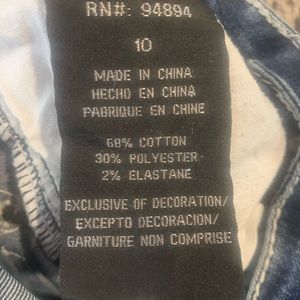 RN#: 94894
10
MADE IN CHINA
HECHO EN CHINA
FABRIQUE EN CHINE
68% COTTON
30% POLYESTER
2% ELASTANE
EXCLUSIVE OF DECORATION/
EXCEPTO DECORACION/
GARNITURE NON COMPRISE